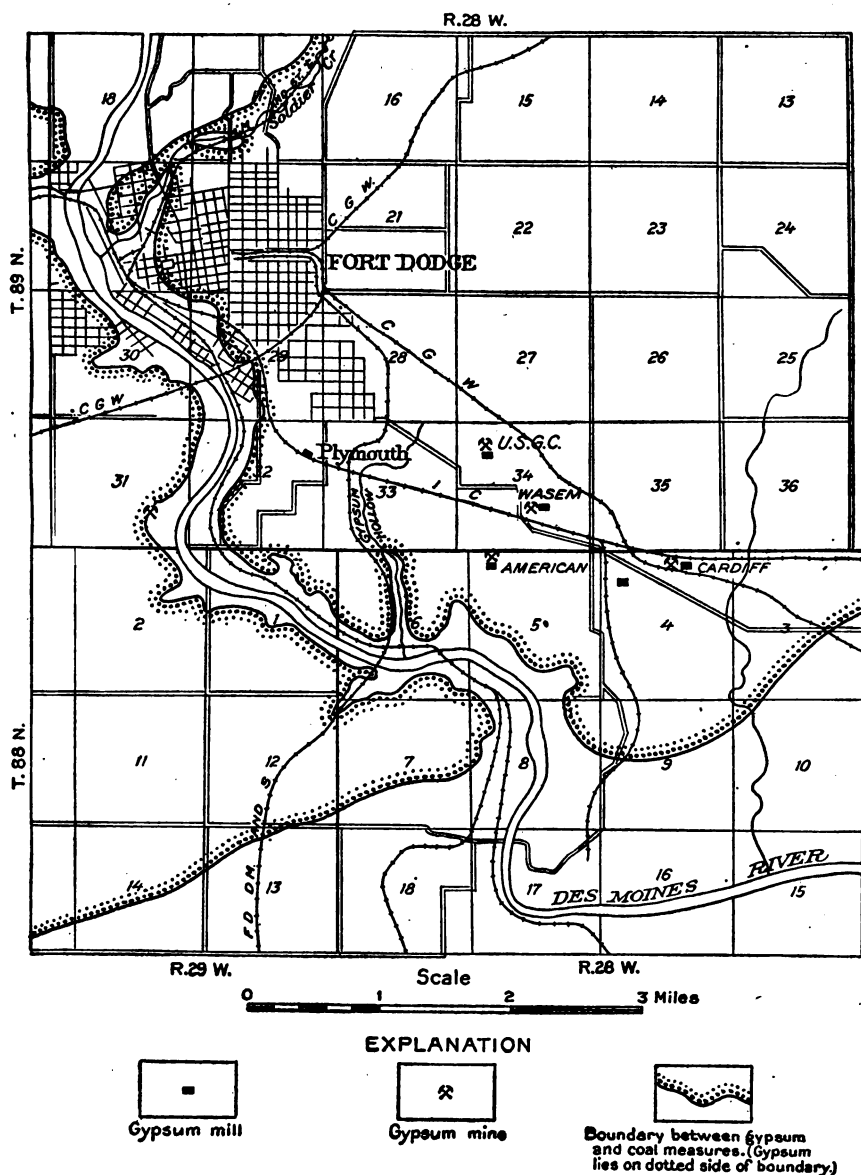 R.28 W.
18
16
15
14
13
Soldier Cr.
C G W.
21
22
23
24
FORT DODGE
T. 89 N.
30
29
28
C G W
27
26
25
C G W
31
32
Plymouth
33
U.S.G.C.
34
I C
WASEM
35
36
GYPSUM
HOLLOW
AMERICAN
CARDIFF
2
1
6
5
4
3
T. 88 N.
11
12
7
8
9
10
F.D. D.M. AND S
14
13
18
17
16
15
DES MOINES RIVER
R.29 W.
R.28 W.
Scale
0 1 2 3 Miles
EXPLANATION
Gypsum mill
Gypsum mine
Boundary between gypsum
and coal measures. (Gypsum
lies on dotted side of boundary.)